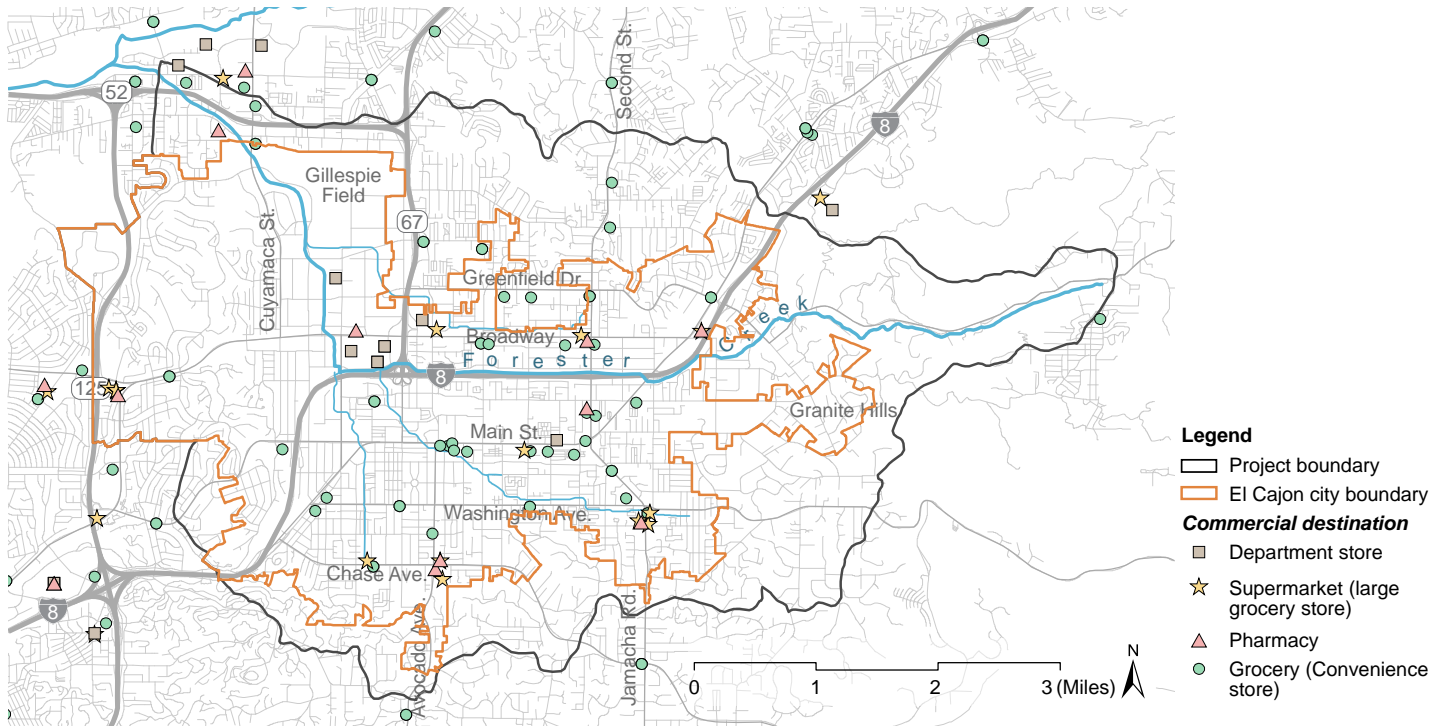 Second St.
52
8
Gillespie
Field
67
Cuyamaca St.
Greenfield Dr
Broadway
Forester
Creek
8
125
Granite Hills
Main St.
Washington Ave.
Chase Ave.
8
Avocado Ave.
Jamacha Rd.
0 1 2 3 (Miles)
N
Legend
Project boundary
El Cajon city boundary
Commercial destination
Department store
Supermarket (large
grocery store)
Pharmacy
Grocery (Convenience
store)